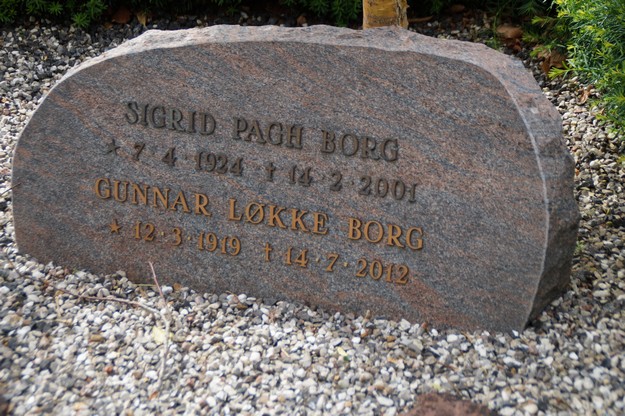 SIGRID PAGH BORG
★ 7·4·1924 † 14·2·2001
GUNNAR LØKKE BORG
★ 12·3·1919 † 14·7·2012